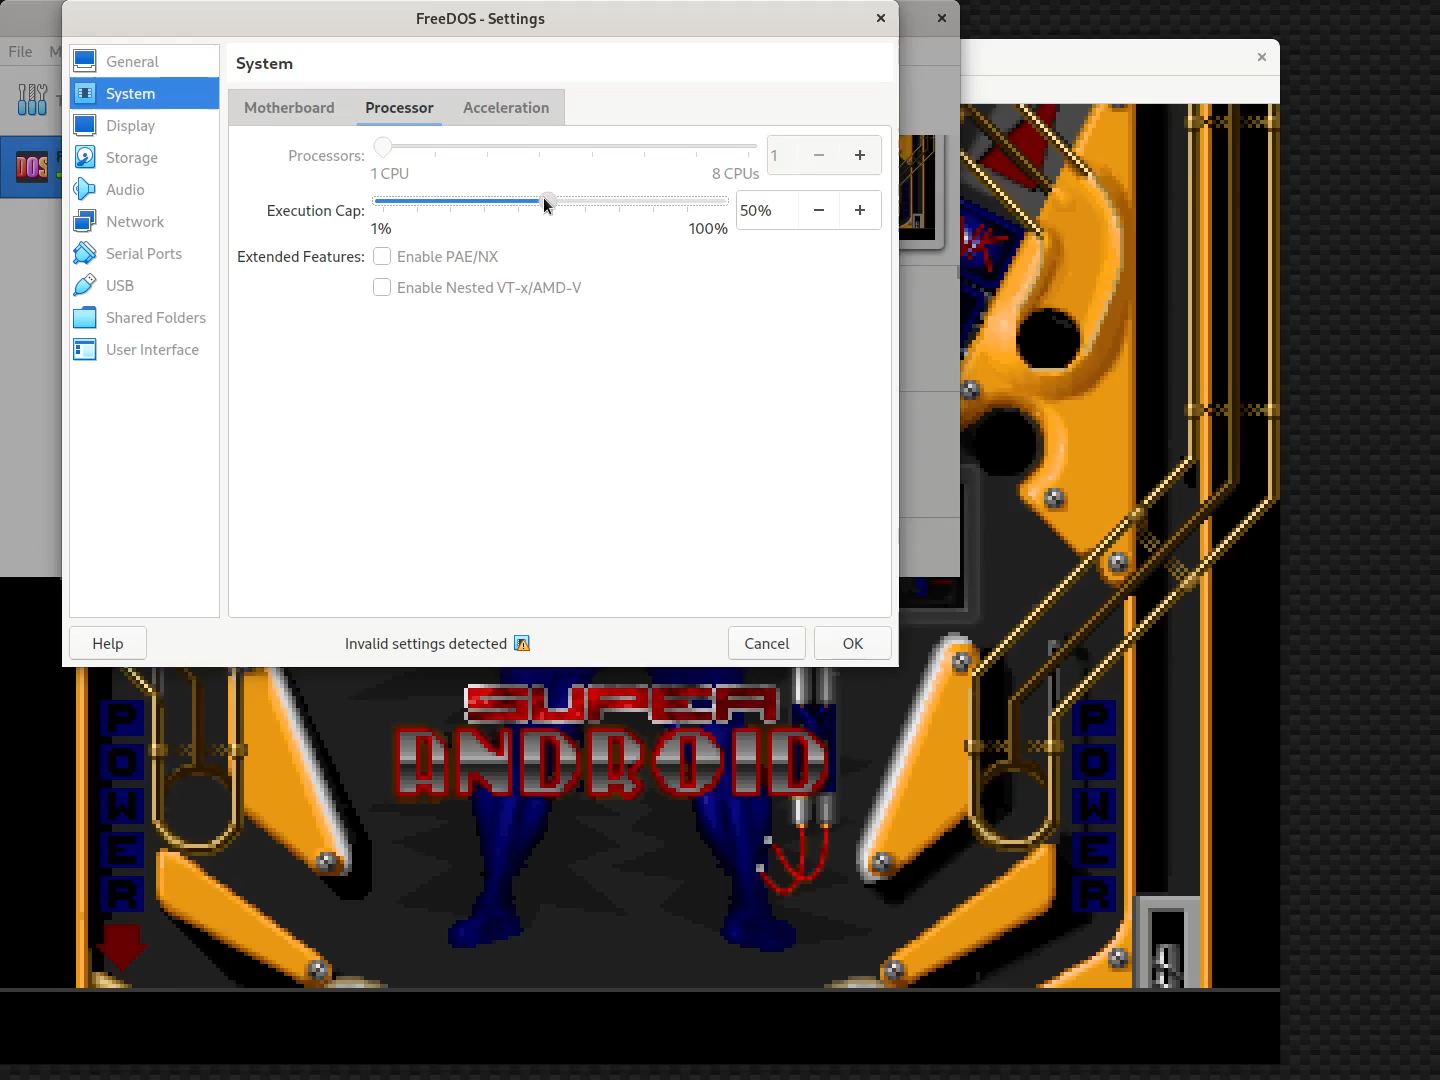 FreeDOS - Settings
File
General
System
Display
Storage
Audio
Network
Serial Ports
USB
Shared Folders
User Interface
System
Motherboard
Processor
Acceleration
Processors:
1
1 CPU
8 CPUs
Execution Cap:
50%
1%
100%
Extended Features:
Enable PAE/NX
Enable Nested VT-x/AMD-V
Help
Invalid settings detected
Cancel
OK
DOS
SUPER
ANDROID
POWER
POWER